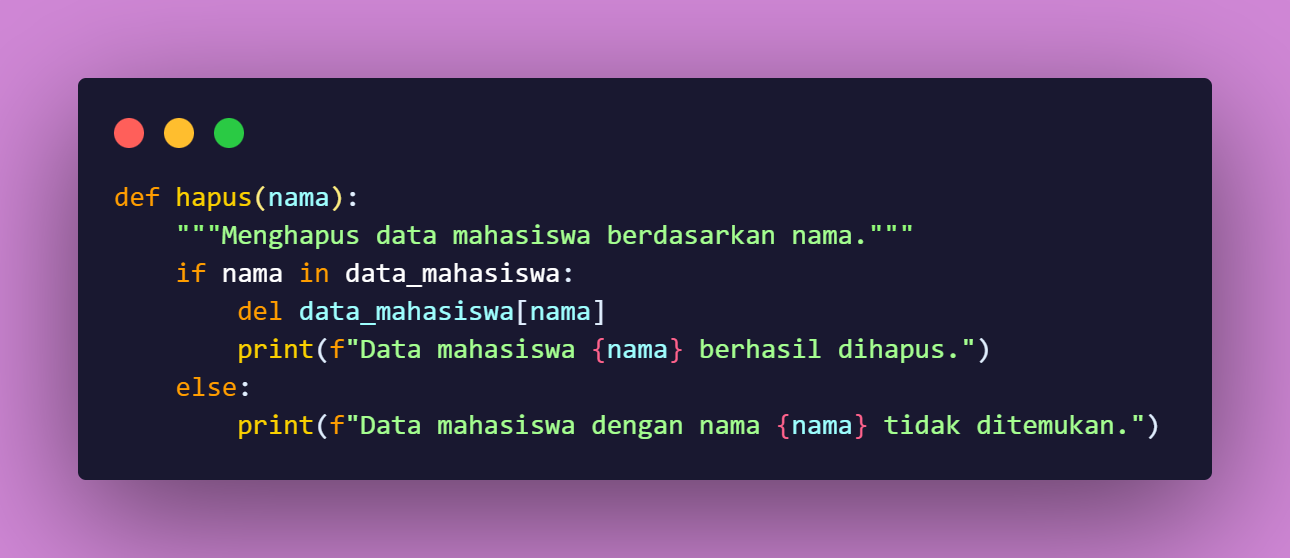 def hapus(nama):
    """Menghapus data mahasiswa berdasarkan nama."""
    if nama in data_mahasiswa:
        del data_mahasiswa[nama]
        print(f"Data mahasiswa {nama} berhasil dihapus.")
    else:
        print(f"Data mahasiswa dengan nama {nama} tidak ditemukan.")